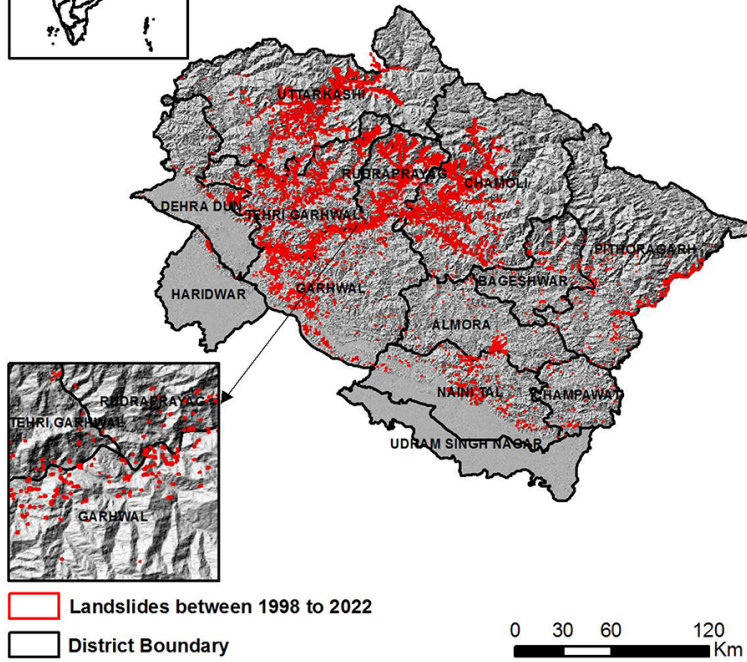 UTTARKASHI
RUDRAPRAYAG
CHAMOLI
DEHRA DUN
TEHRI GARHWAL
PITHORAGARH
HARIDWAR
GARHWAL
BAGESHWAR
ALMORA
NAINI TAL
CHAMPAWAT
UDRAM SINGH NAGAR
RUDRAPRAYAG
TEHRI GARHWAL
GARHWAL
Landslides between 1998 to 2022
District Boundary
0 30 60 120
Km